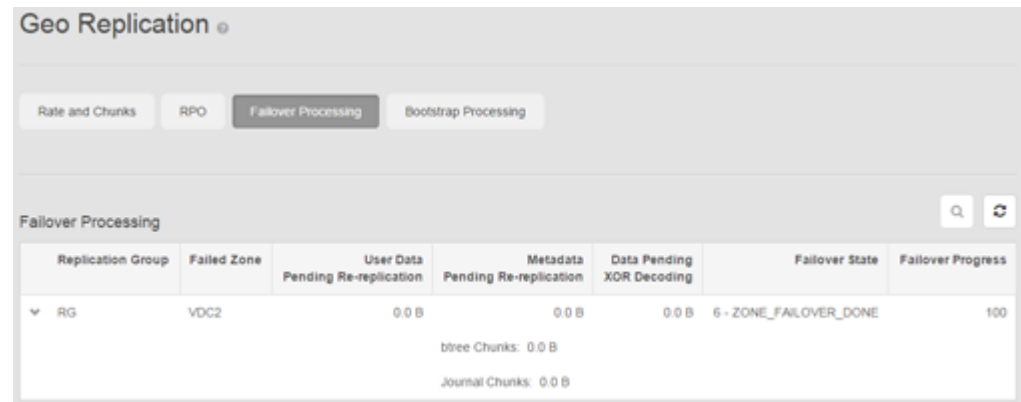 Geo Replication
Rate and Chunks RPO Failover Processing Bootstrap Processing
Failover Processing
Replication Group Failed Zone User Data Pending Re-replication Metadata Pending Re-replication Data Pending XOR Decoding Failover State Failover Progress
RG VDC2 0.0 B 0.0 B 0.0 B 6 - ZONE_FAILOVER_DONE 100
btree Chunks: 0.0 B
Journal Chunks: 0.0 B